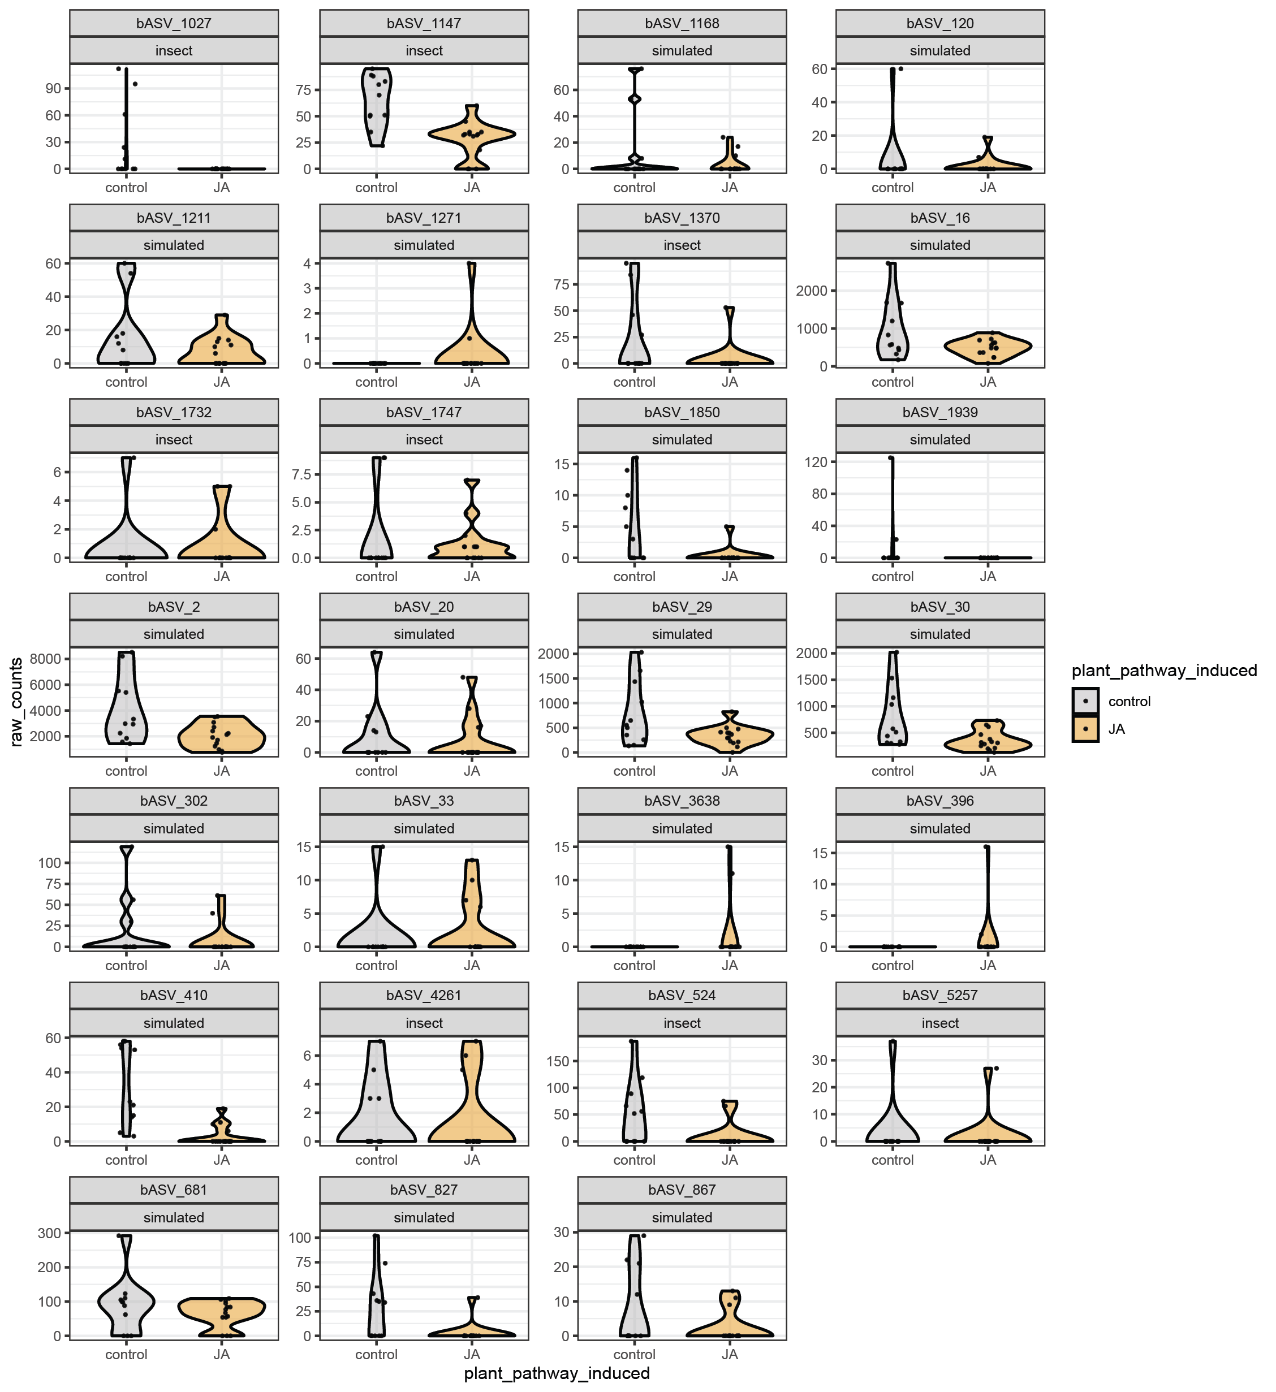 bASV_1027 bASV_1147 bASV_1168 bASV_120
insect insect simulated simulated
90 60 30 0
75 50 25 0
60 40 20 0
60 40 20 0
control JA control JA control JA control JA
bASV_1211 bASV_1271 bASV_1370 bASV_16
simulated simulated insect simulated
60 40 20 0
4 3 2 1 0
75 50 25 0
2000 1000 0
control JA control JA control JA control JA
bASV_1732 bASV_1747 bASV_1850 bASV_1939
insect insect simulated simulated
6 4 2 0
7.5 5.0 2.5 0.0
15 10 5 0
120 80 40 0
control JA control JA control JA control JA
bASV_2 bASV_20 bASV_29 bASV_30
simulated simulated simulated simulated
8000 6000 4000 2000
60 40 20 0
2000 1500 1000 500 0
2000 1500 1000 500
control JA control JA control JA control JA
raw_counts
plant_pathway_induced
control
JA
bASV_302 bASV_33 bASV_3638 bASV_396
simulated simulated simulated simulated
100 75 50 25 0
15 10 5 0
15 10 5 0
15 10 5 0
control JA control JA control JA control JA
bASV_410 bASV_4261 bASV_524 bASV_5257
simulated insect insect insect
60 40 20 0
6 4 2 0
150 100 50 0
30 20 10 0
control JA control JA control JA control JA
bASV_681 bASV_827 bASV_867
simulated simulated simulated
300 200 100 0
100 75 50 25 0
30 20 10 0
control JA control JA control JA
plant_pathway_induced